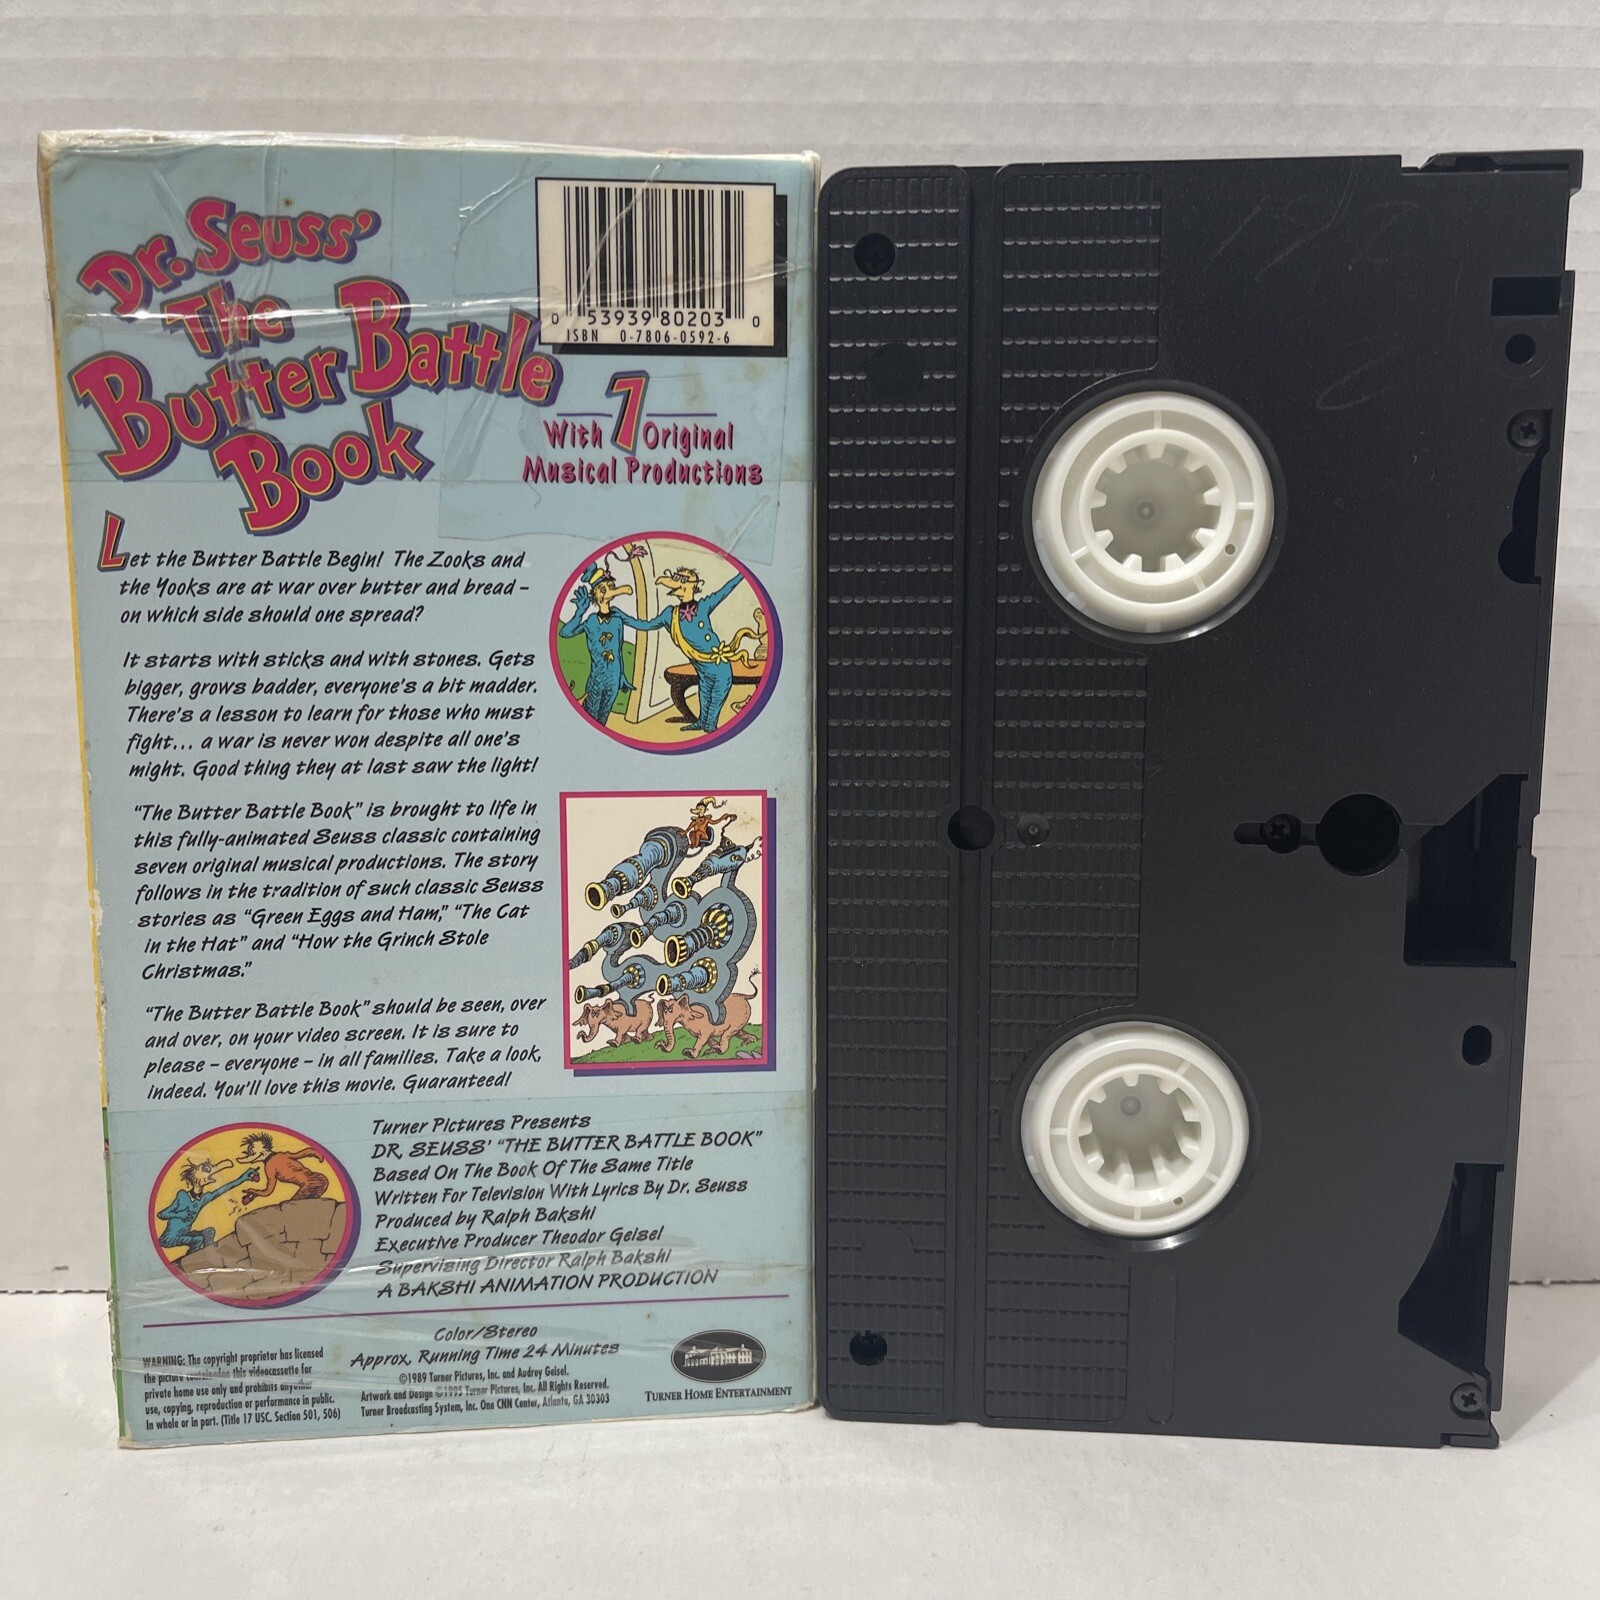 Dr. Seuss'
The
Butter Battle
Book
0 53939 80203 0
ISBN 0-7806-0592-6
With 7 Original
Musical Productions
Let the Butter Battle Begin! The Zooks and
the Yooks are at war over butter and bread –
on which side should one spread?
It starts with sticks and with stones. Gets
bigger, grows badder, everyone's a bit madder.
There's a lesson to learn for those who must
fight... a war is never won despite all one's
might. Good thing they at last saw the light!
"The Butter Battle Book" is brought to life in
this fully-animated Seuss classic containing
seven original musical productions. The story
follows in the tradition of such classic Seuss
stories as "Green Eggs and Ham," "The Cat
in the Hat" and "How the Grinch Stole
Christmas."
"The Butter Battle Book" should be seen, over
and over, on your video screen. It is sure to
please – everyone – in all families. Take a look,
indeed. You'll love this movie. Guaranteed!
Turner Pictures Presents
DR. SEUSS' "THE BUTTER BATTLE BOOK"
Based On The Book Of The Same Title
Written For Television With Lyrics By Dr. Seuss
Produced by Ralph Bakshi
Executive Producer Theodor Geisel
Supervising Director Ralph Bakshi
A BAKSHI ANIMATION PRODUCTION
Color/Stereo
Approx. Running Time 24 Minutes
©1989 Turner Pictures, Inc. and Audrey Geisel.
Artwork and Design ©1995 Turner Pictures, Inc. All Rights Reserved.
Turner Broadcasting System, Inc. One CNN Center, Atlanta, GA 30303
WARNING: The copyright proprietor has licensed
the picture contained on this videocassette for
private home use only and prohibits any other
use, copying, reproduction or performance in public.
In whole or in part. (Title 17 USC. Section 501, 506)
TURNER HOME ENTERTAINMENT